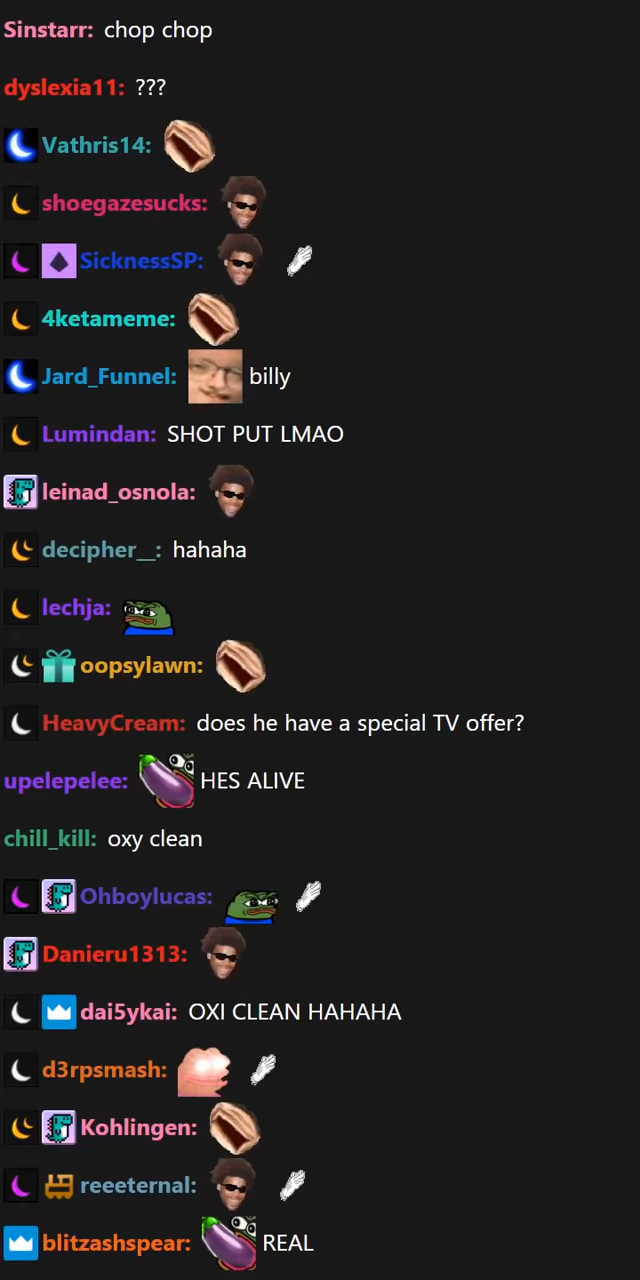 Sinstarr: chop chop
dyslexia11: ???
Vathris14:
shoegazesucks:
SicknessSP:
4ketameme:
Jard_Funnel: billy
Lumindan: SHOT PUT LMAO
leinad_osnola:
decipher__: hahaha
lechja:
oopsylawn:
HeavyCream: does he have a special TV offer?
upelepelee: HES ALIVE
chill_kill: oxy clean
Ohboylucas:
Danieru1313:
dai5ykai: OXI CLEAN HAHAHA
d3rpsmash:
Kohlingen:
reeeternal:
blitzashspear: REAL